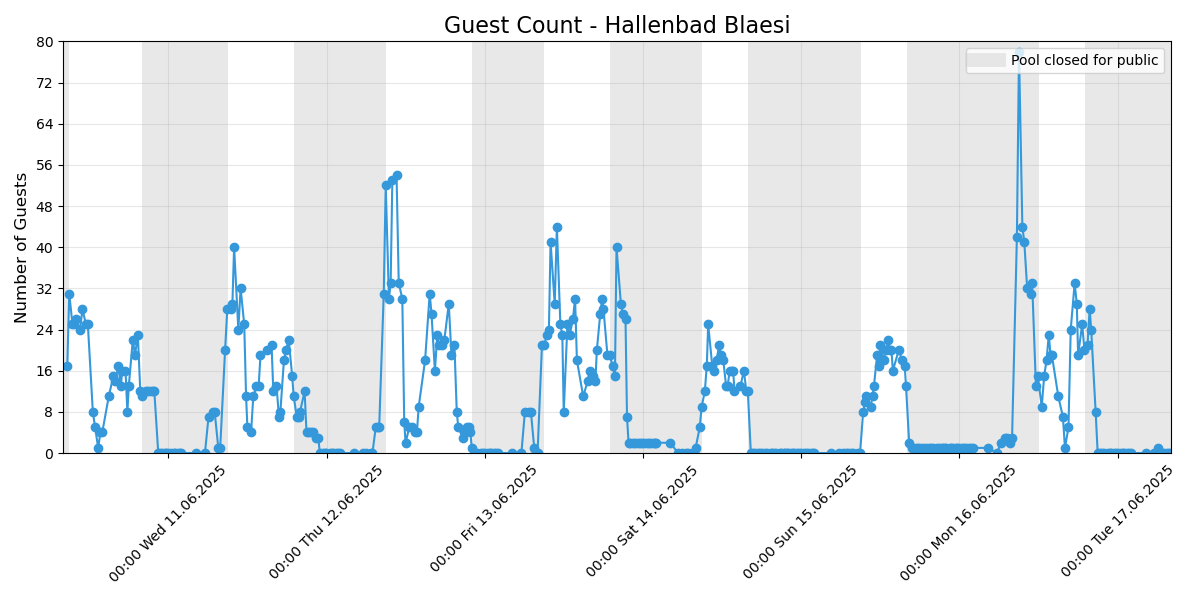 Guest Count - Hallenbad Blaesi
Pool closed for public
Number of Guests
80
72
64
56
48
40
32
24
16
8
0
00:00 Wed 11.06.2025
00:00 Thu 12.06.2025
00:00 Fri 13.06.2025
00:00 Sat 14.06.2025
00:00 Sun 15.06.2025
00:00 Mon 16.06.2025
00:00 Tue 17.06.2025